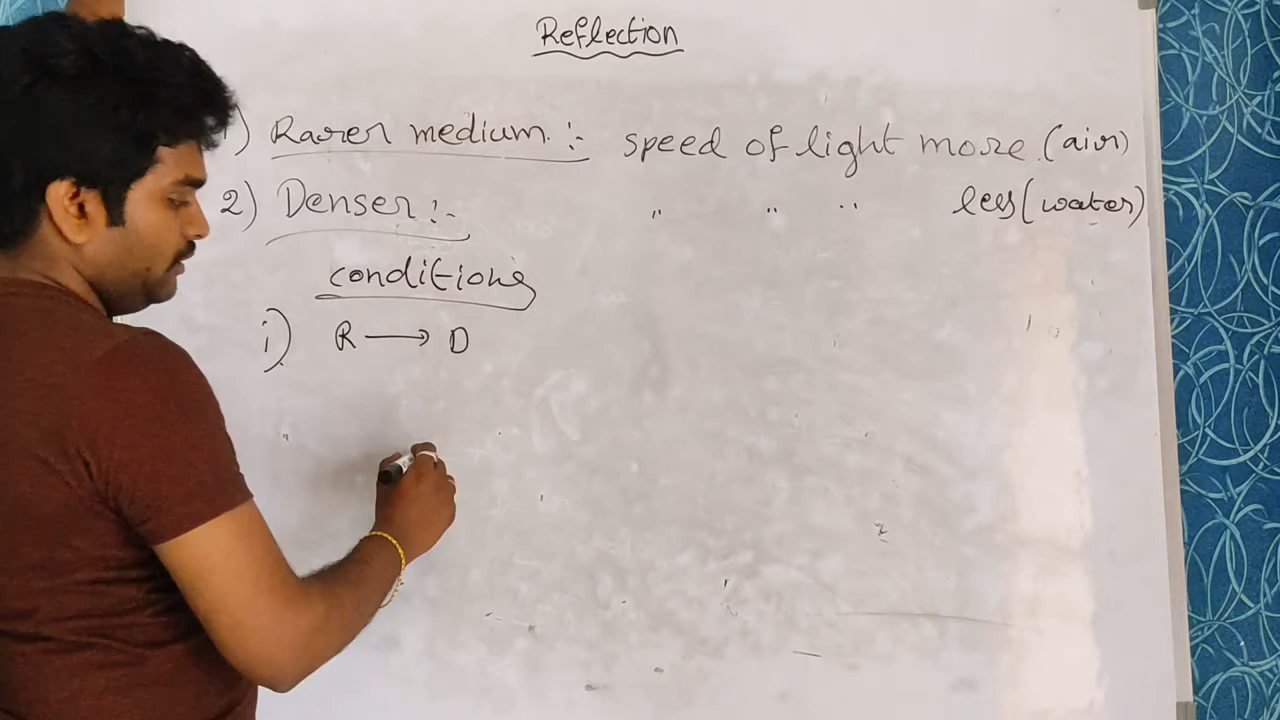 Reflection
1) Rarer medium :- speed of light more (air)
2) Denser :- " " " less (water)
conditions
i) R → D